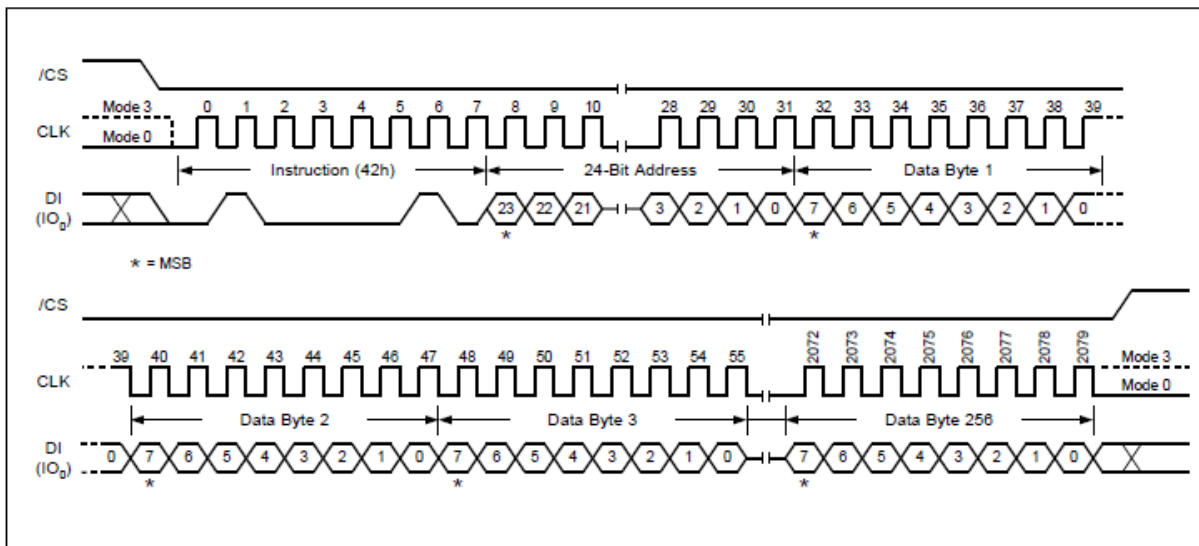 /CS
Mode 3 0 1 2 3 4 5 6 7 8 9 10 28 29 30 31 32 33 34 35 36 37 38 39
CLK
Mode 0
Instruction (42h) 24-Bit Address Data Byte 1
DI
(IO0) 23 22 21 3 2 1 0 7 6 5 4 3 2 1 0
* *
* = MSB
/CS
39 40 41 42 43 44 45 46 47 48 49 50 51 52 53 54 55 2072 2073 2074 2075 2076 2077 2078 2079 Mode 3
CLK
Mode 0
Data Byte 2 Data Byte 3 Data Byte 256
DI
(IO0) 0 7 6 5 4 3 2 1 0 7 6 5 4 3 2 1 0 7 6 5 4 3 2 1 0
* * *